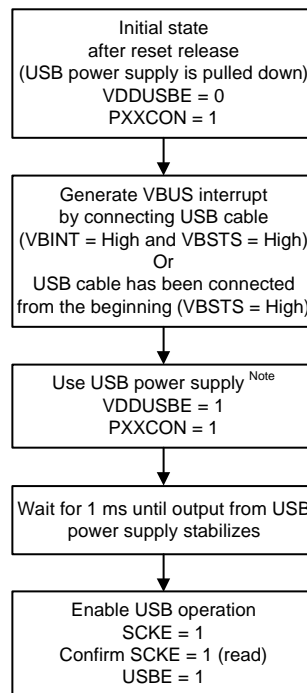 Initial state
after reset release
(USB power supply is pulled down)
VDDUSBE = 0
PXXCON = 1
Generate VBUS interrupt
by connecting USB cable
(VBINT = High and VBSTS = High)
Or
USB cable has been connected
from the beginning (VBSTS = High)
Use USB power supply Note
VDDUSBE = 1
PXXCON = 1
Wait for 1 ms until output from USB
power supply stabilizes
Enable USB operation
SCKE = 1
Confirm SCKE = 1 (read)
USBE = 1